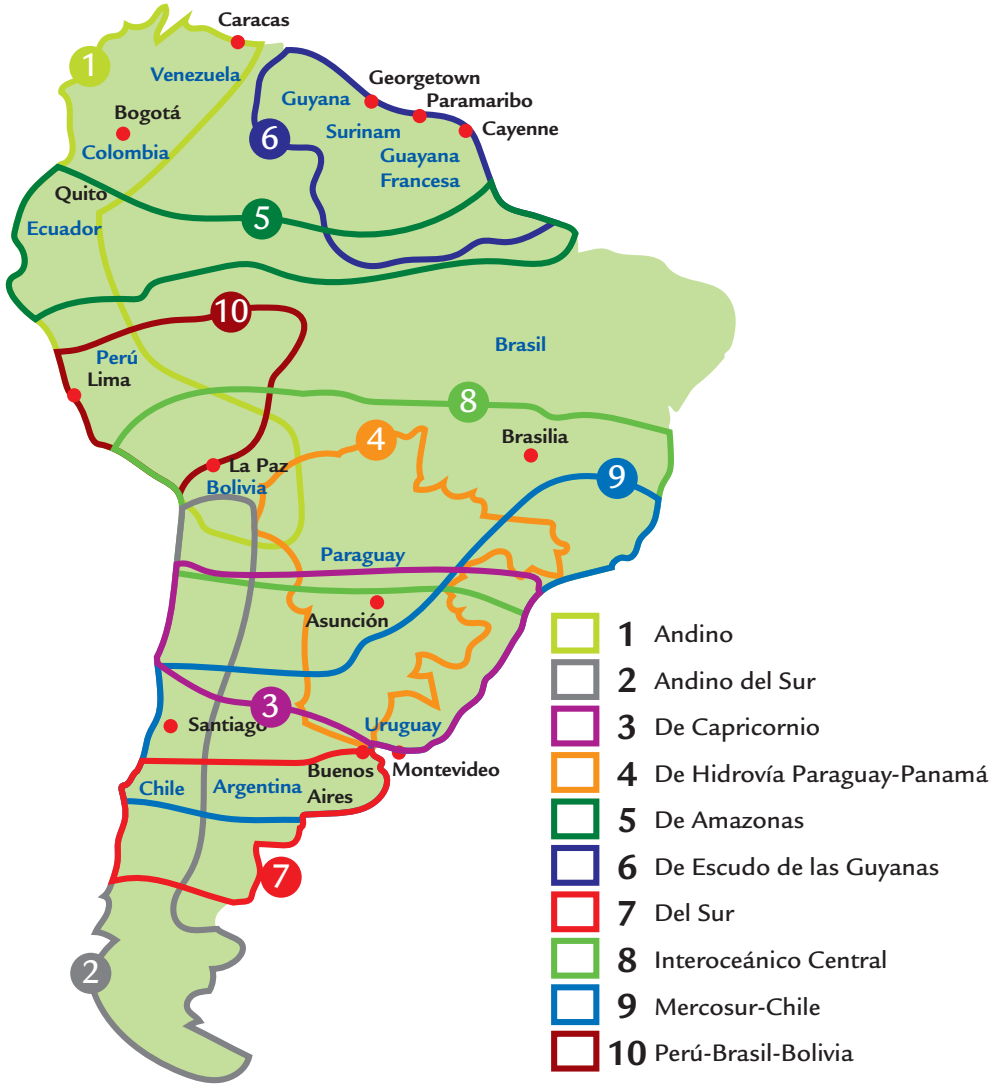 Caracas
1
Venezuela
Georgetown
Guyana
Paramaribo
Bogotá
Surinam
Cayenne
6
Colombia
Guayana
Francesa
Quito
5
Ecuador
10
Brasil
Perú
Lima
8
4
Brasilia
La Paz
9
Bolivia
Paraguay
Asunción
3
Santiago
Uruguay
Buenos
Aires
Montevideo
Chile
Argentina
7
2
1 Andino
2 Andino del Sur
3 De Capricornio
4 De Hidrovía Paraguay-Panamá
5 De Amazonas
6 De Escudo de las Guyanas
7 Del Sur
8 Interoceánico Central
9 Mercosur-Chile
10 Perú-Brasil-Bolivia